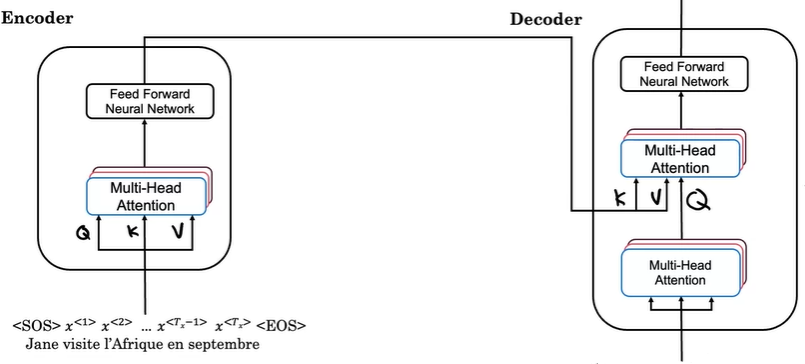 Encoder
Feed Forward
Neural Network
Multi-Head
Attention
Q K V
<SOS> x<1> x<2> … x<Tx−1> x<Tx> <EOS>
Jane visite l'Afrique en septembre
Decoder
Feed Forward
Neural Network
Multi-Head
Attention
K V Q
Multi-Head
Attention